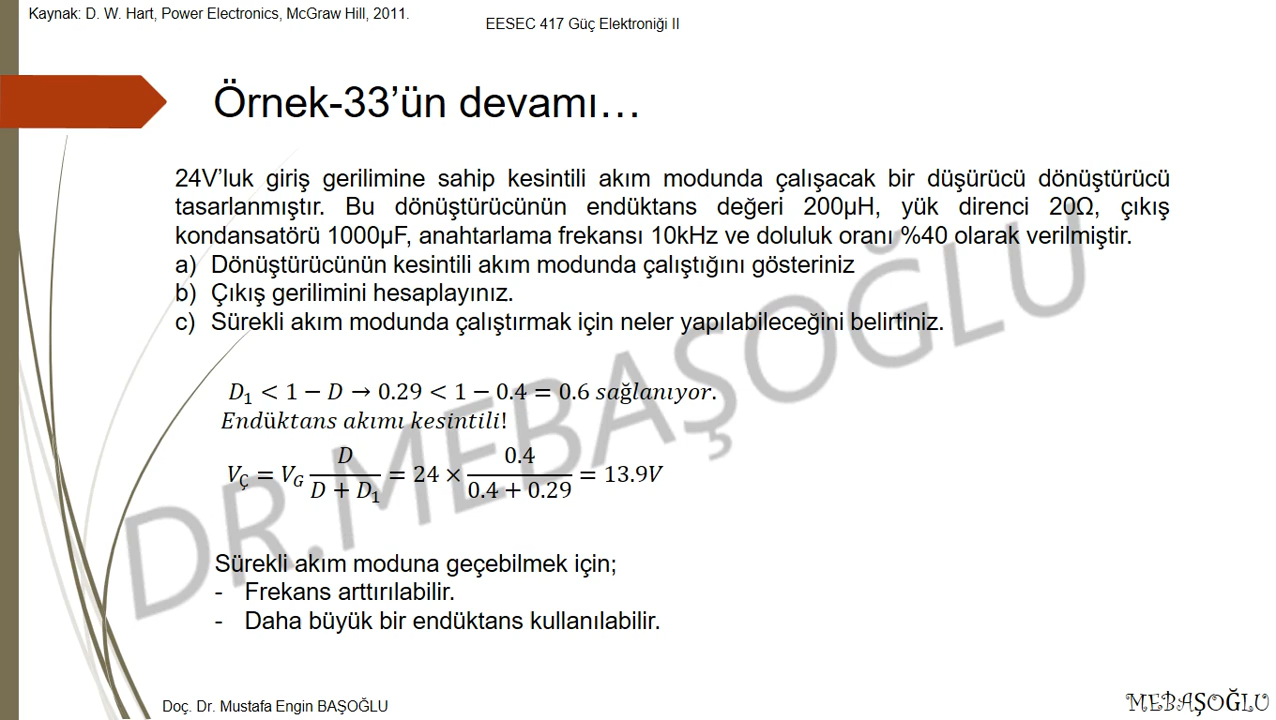 Kaynak: D. W. Hart, Power Electronics, McGraw Hill, 2011.
EESEC 417 Güç Elektroniği II
Örnek-33’ün devamı…
24V’luk giriş gerilimine sahip kesintili akım modunda çalışacak bir düşürücü dönüştürücü
tasarlanmıştır. Bu dönüştürücünün endüktans değeri 200μH, yük direnci 20Ω, çıkış
kondansatörü 1000μF, anahtarlama frekansı 10kHz ve doluluk oranı %40 olarak verilmiştir.
a) Dönüştürücünün kesintili akım modunda çalıştığını gösteriniz
b) Çıkış gerilimini hesaplayınız.
c) Sürekli akım modunda çalıştırmak için neler yapılabileceğini belirtiniz.
D₁ < 1 − D → 0.29 < 1 − 0.4 = 0.6 sağlanıyor.
Endüktans akımı kesintili!
V_Ç = V_G D/(D + D₁) = 24 × 0.4/(0.4 + 0.29) = 13.9V
Sürekli akım moduna geçebilmek için;
- Frekans arttırılabilir.
- Daha büyük bir endüktans kullanılabilir.
DR.MEBAŞOĞLU
Doç. Dr. Mustafa Engin BAŞOĞLU
MEBAŞOĞLU